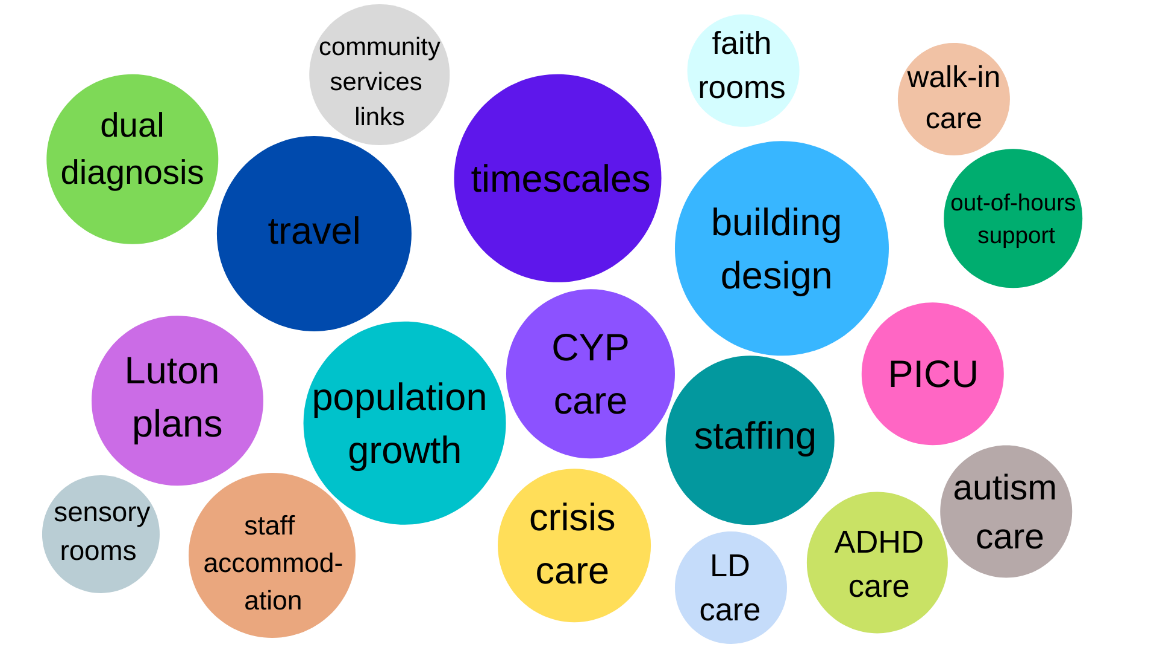 community
services
links
faith
rooms
walk-in
care
dual
diagnosis
travel
timescales
building
design
out-of-hours
support
Luton
plans
population
growth
CYP
care
staffing
PICU
sensory
rooms
staff
accommod-
ation
crisis
care
LD
care
ADHD
care
autism
care